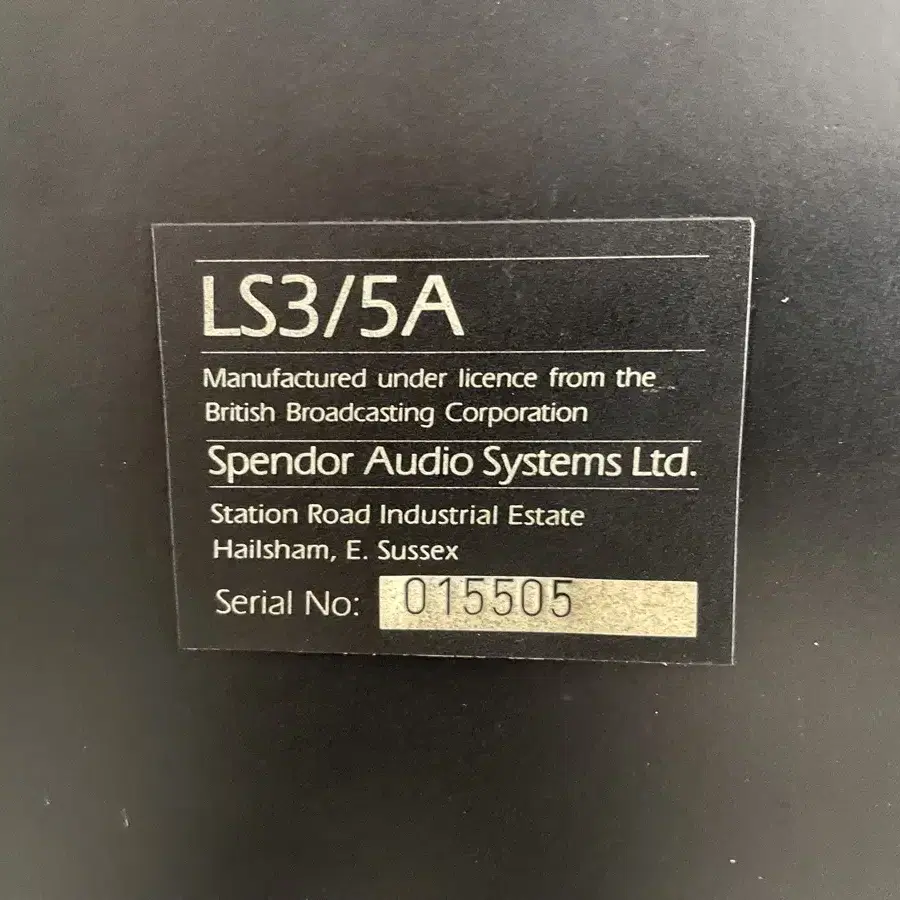 LS3/5A
Manufactured under licence from the
British Broadcasting Corporation
Spendor Audio Systems Ltd.
Station Road Industrial Estate
Hailsham, E. Sussex
Serial No: 015505